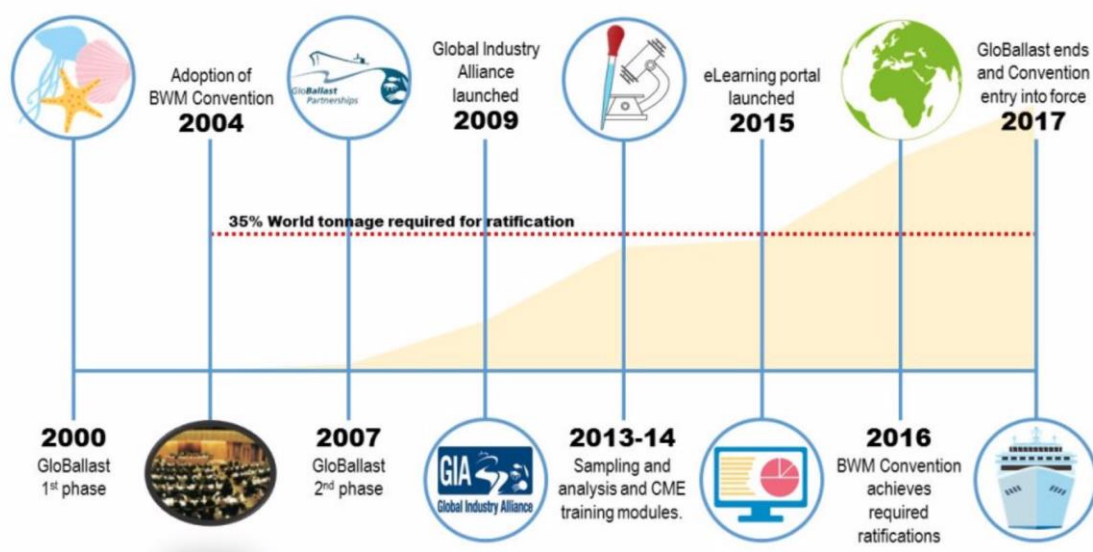 Adoption of
BWM Convention
2004
GloBallast
Partnerships
Global Industry
Alliance
launched
2009
eLearning portal
launched
2015
GloBallast ends
and Convention
entry into force
2017
35% World tonnage required for ratification
2000
GloBallast
1st phase
2007
GloBallast
2nd phase
GIA
Global Industry Alliance
2013-14
Sampling and
analysis and CME
training modules.
2016
BWM Convention
achieves
required
ratifications